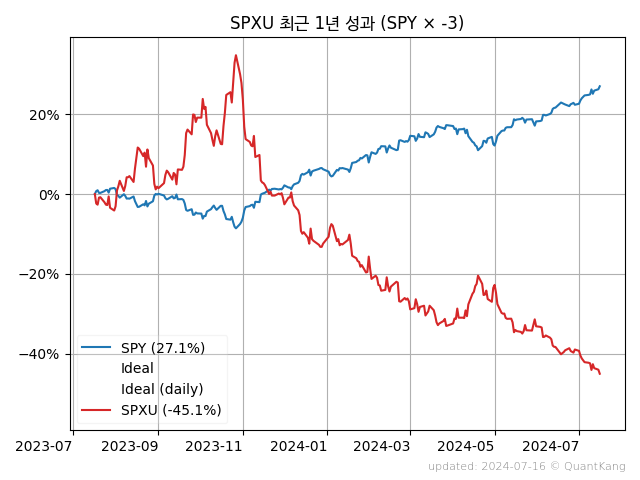 SPXU 최근 1년 성과 (SPY × -3)
20%
0%
−20%
−40%
SPY (27.1%)
Ideal
Ideal (daily)
SPXU (-45.1%)
2023-07 2023-09 2023-11 2024-01 2024-03 2024-05 2024-07
updated: 2024-07-16 © QuantKang